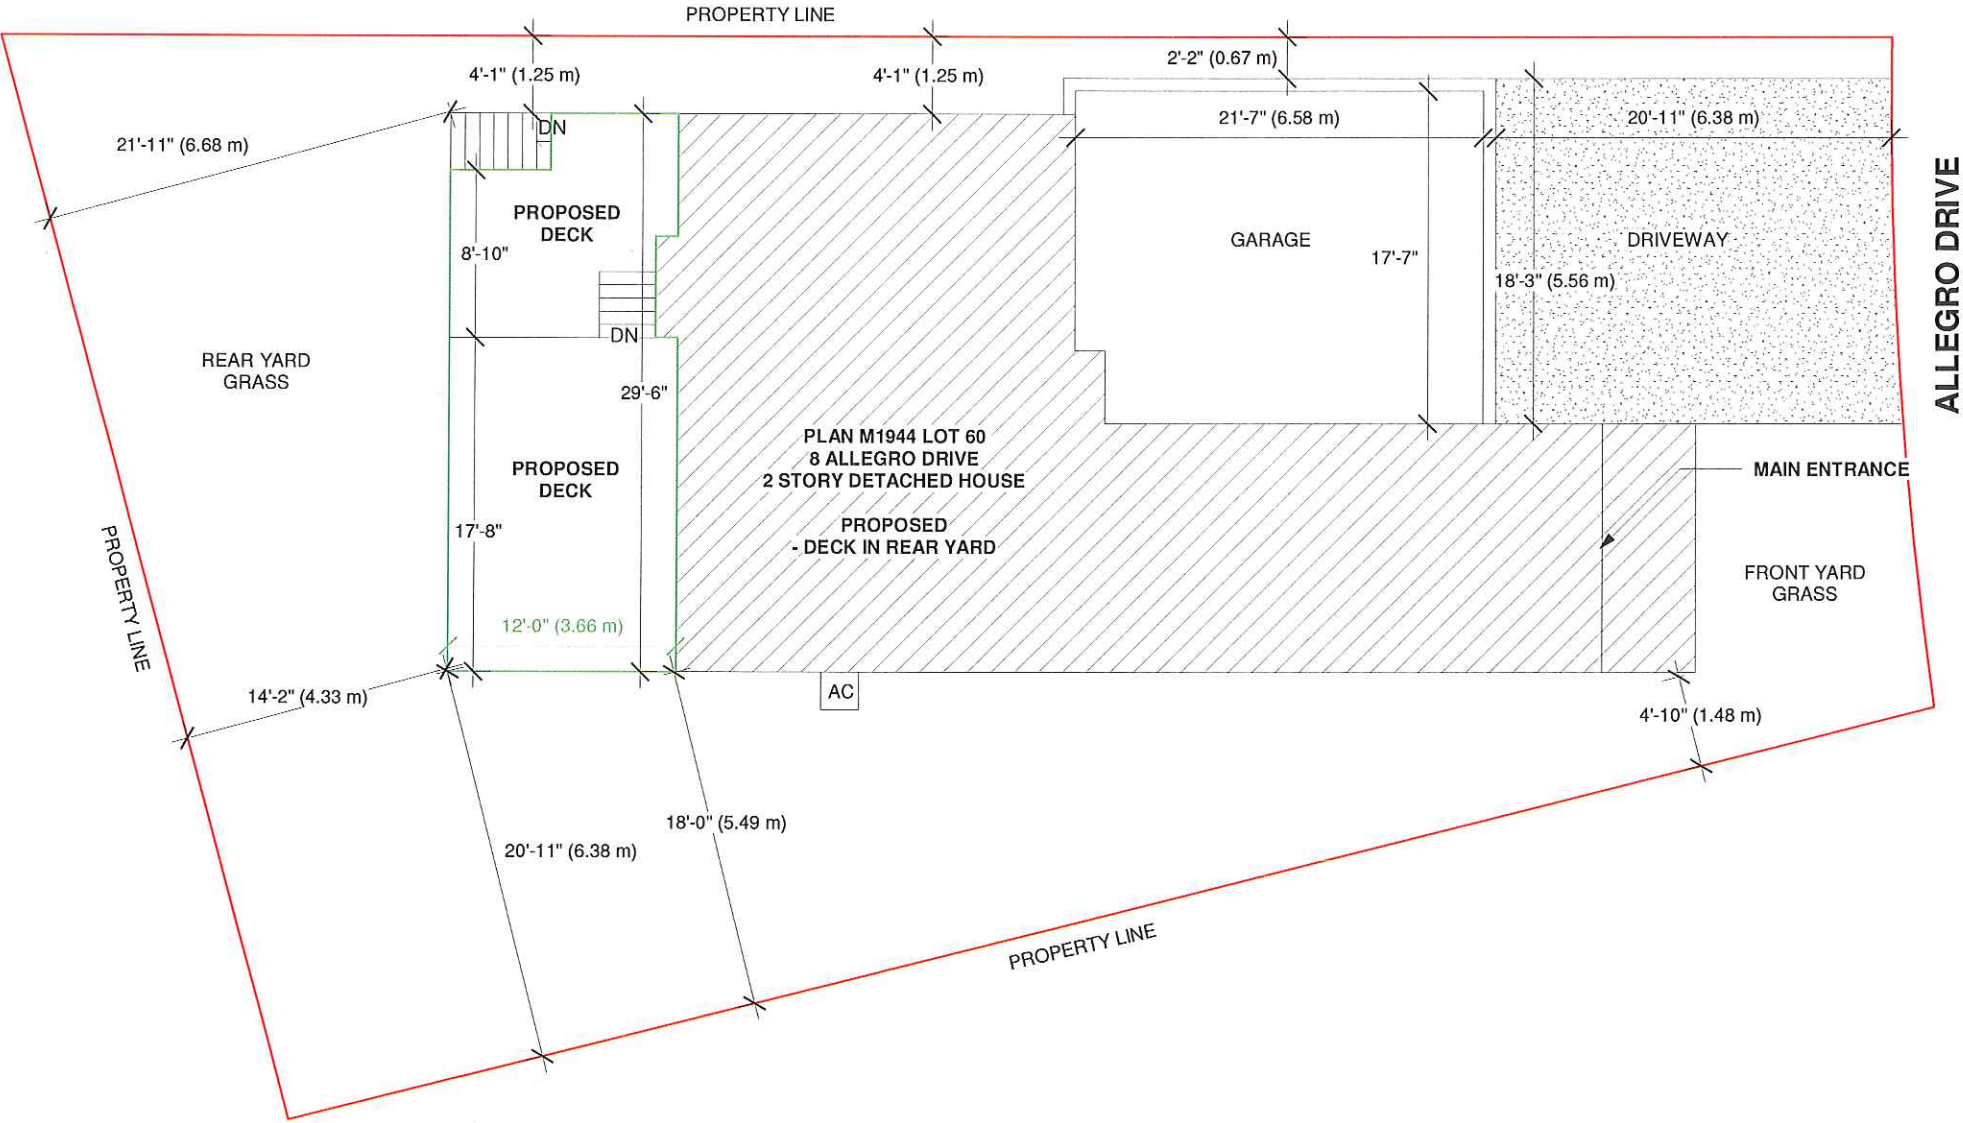 PROPERTY LINE
2'-2" (0.67 m)
4'-1" (1.25 m)
4'-1" (1.25 m)
21'-7" (6.58 m)
20'-11" (6.38 m)
DN
21'-11" (6.68 m)
PROPOSED
DECK
8'-10"
GARAGE
17'-7"
DRIVEWAY
18'-3" (5.56 m)
ALLEGRO DRIVE
DN
REAR YARD
GRASS
29'-6"
PROPOSED
DECK
17'-8"
PLAN M1944 LOT 60
8 ALLEGRO DRIVE
2 STORY DETACHED HOUSE
PROPOSED
- DECK IN REAR YARD
MAIN ENTRANCE
FRONT YARD
GRASS
PROPERTY LINE
12'-0" (3.66 m)
14'-2" (4.33 m)
AC
4'-10" (1.48 m)
18'-0" (5.49 m)
20'-11" (6.38 m)
PROPERTY LINE